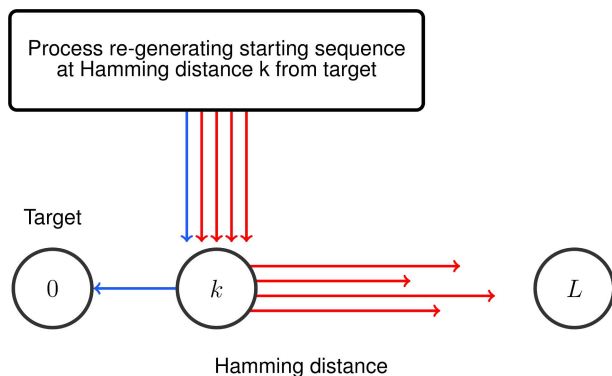 Process re-generating starting sequence
at Hamming distance k from target
Target
0
k
L
Hamming distance